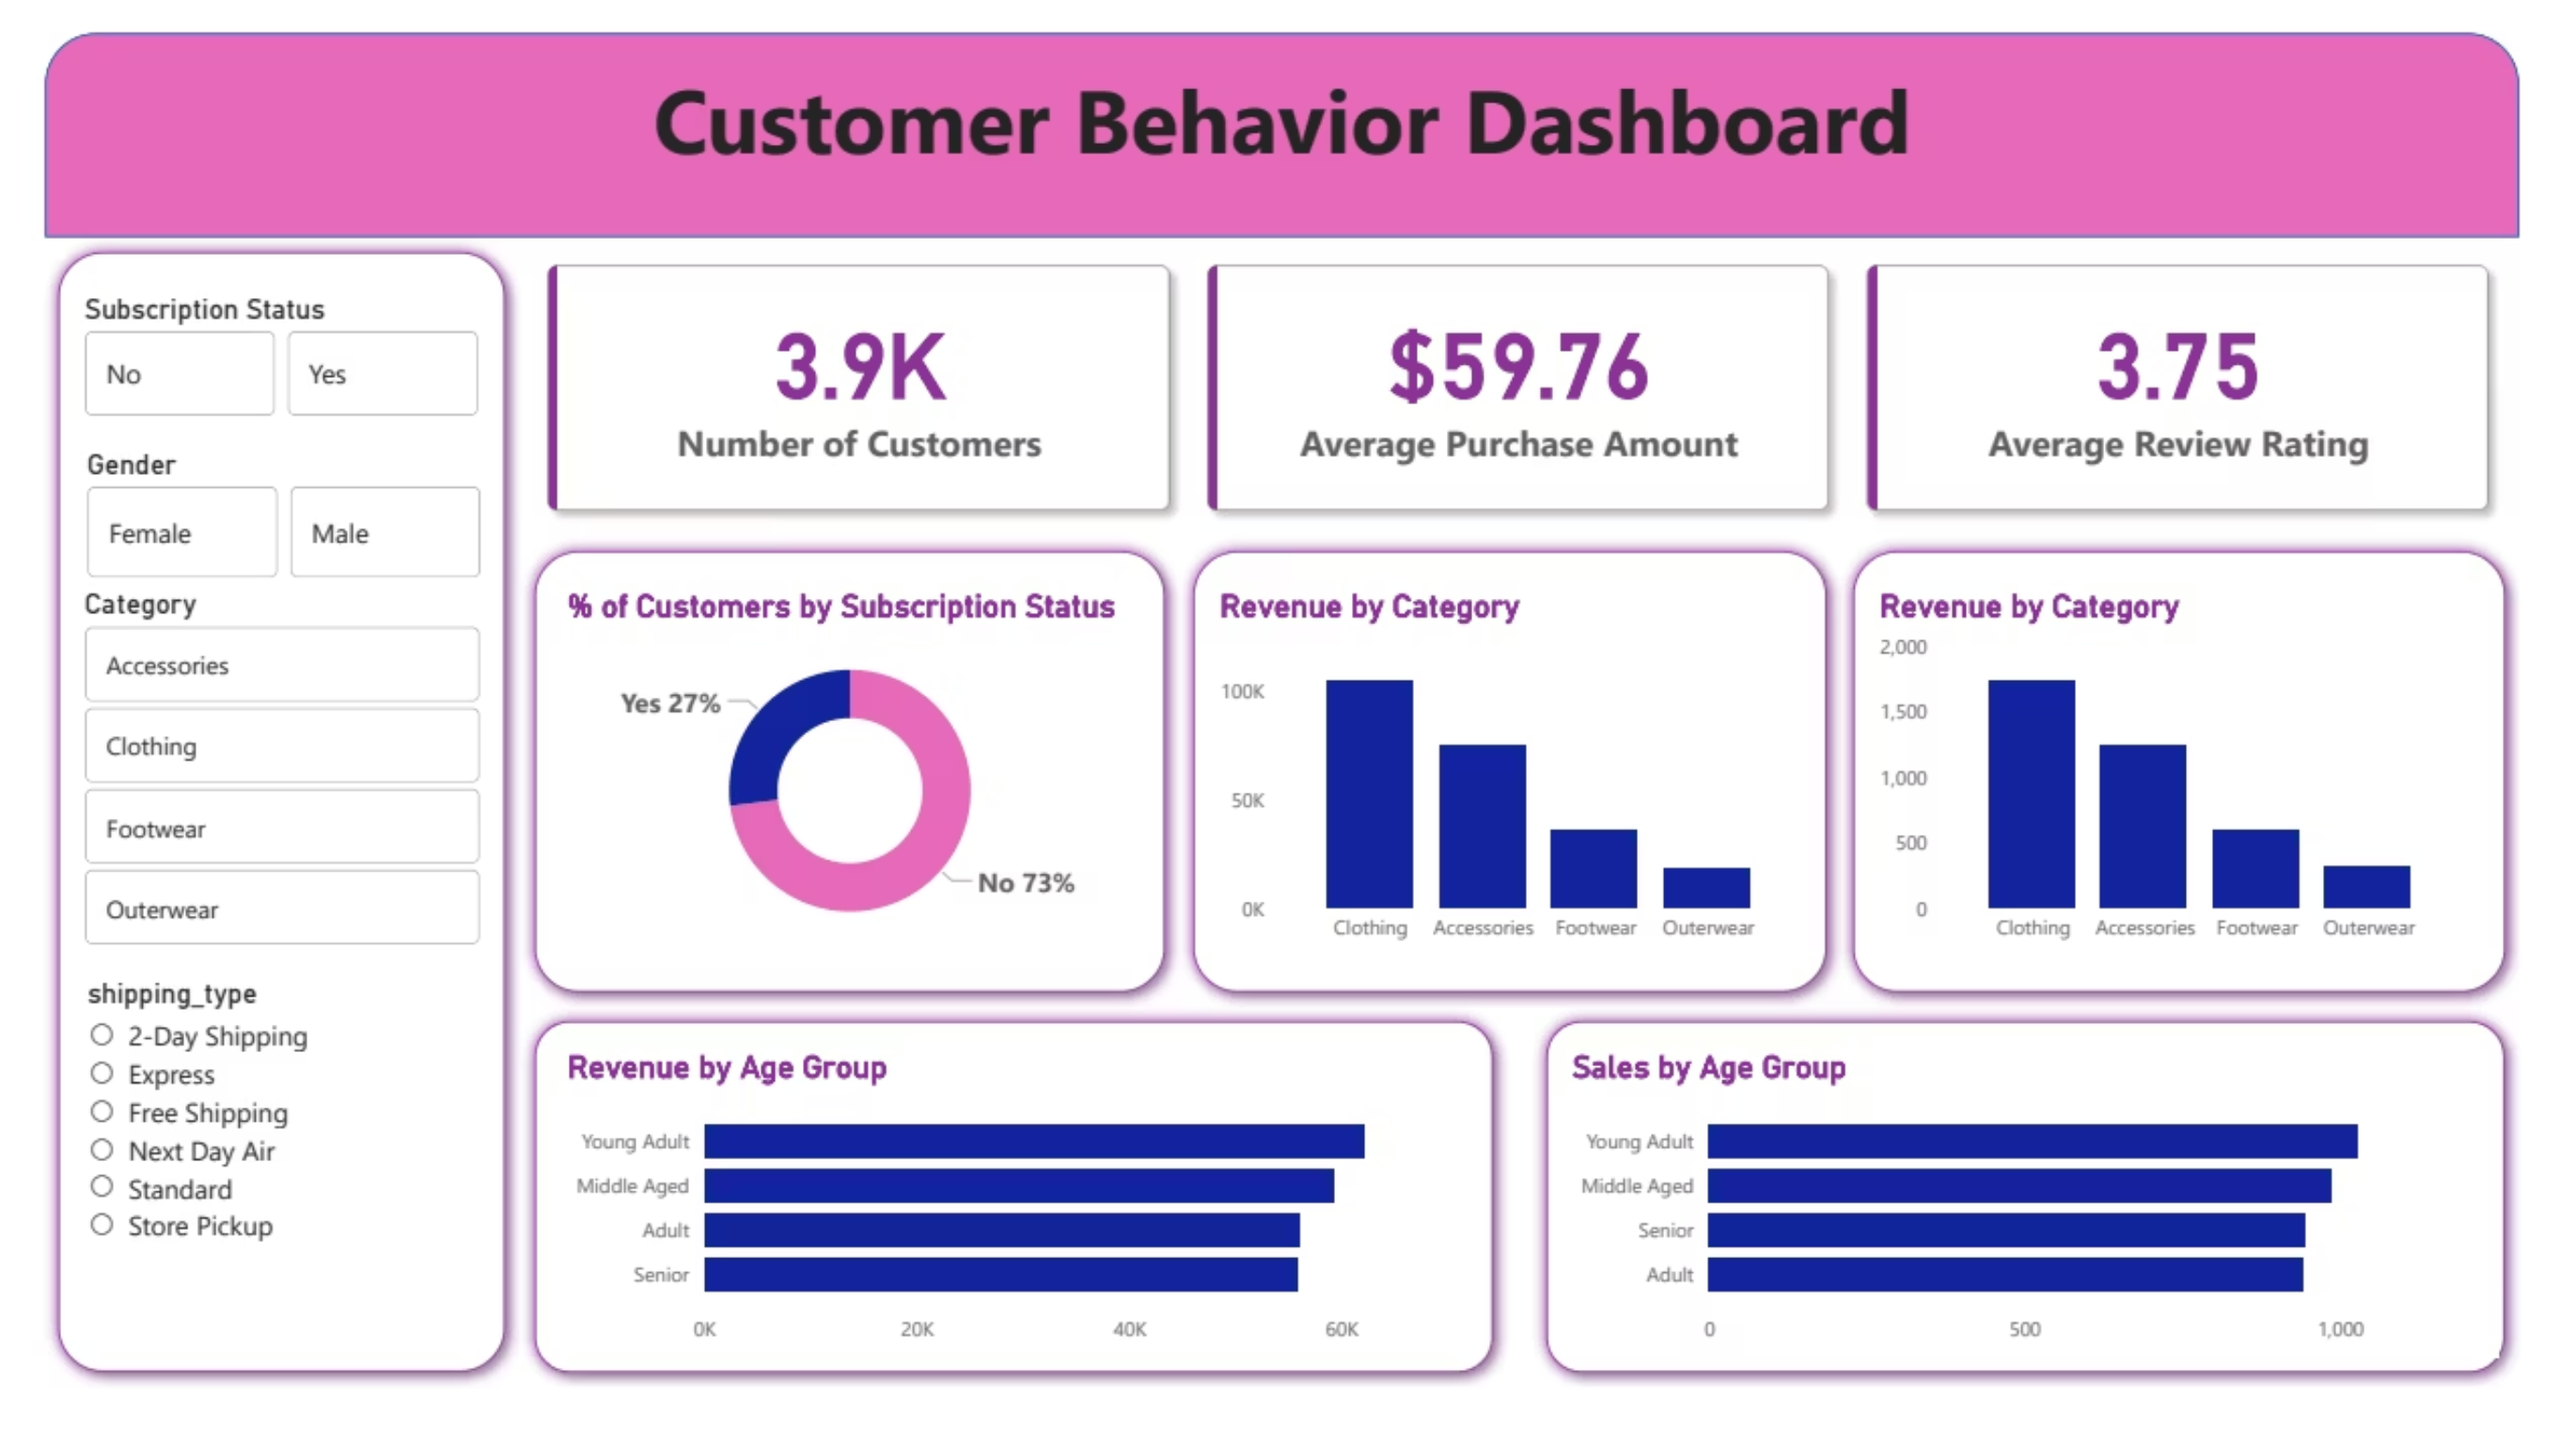 Customer Behavior Dashboard
Subscription Status
No
Yes
Gender
Female
Male
Category
Accessories
Clothing
Footwear
Outerwear
shipping_type
2-Day Shipping
Express
Free Shipping
Next Day Air
Standard
Store Pickup
3.9K
Number of Customers
$59.76
Average Purchase Amount
3.75
Average Review Rating
% of Customers by Subscription Status
Yes 27%
No 73%
Revenue by Category
100K
50K
0K
Clothing
Accessories
Footwear
Outerwear
Revenue by Category
2,000
1,500
1,000
500
0
Clothing
Accessories
Footwear
Outerwear
Revenue by Age Group
Young Adult
Middle Aged
Adult
Senior
0K
20K
40K
60K
Sales by Age Group
Young Adult
Middle Aged
Senior
Adult
0
500
1,000